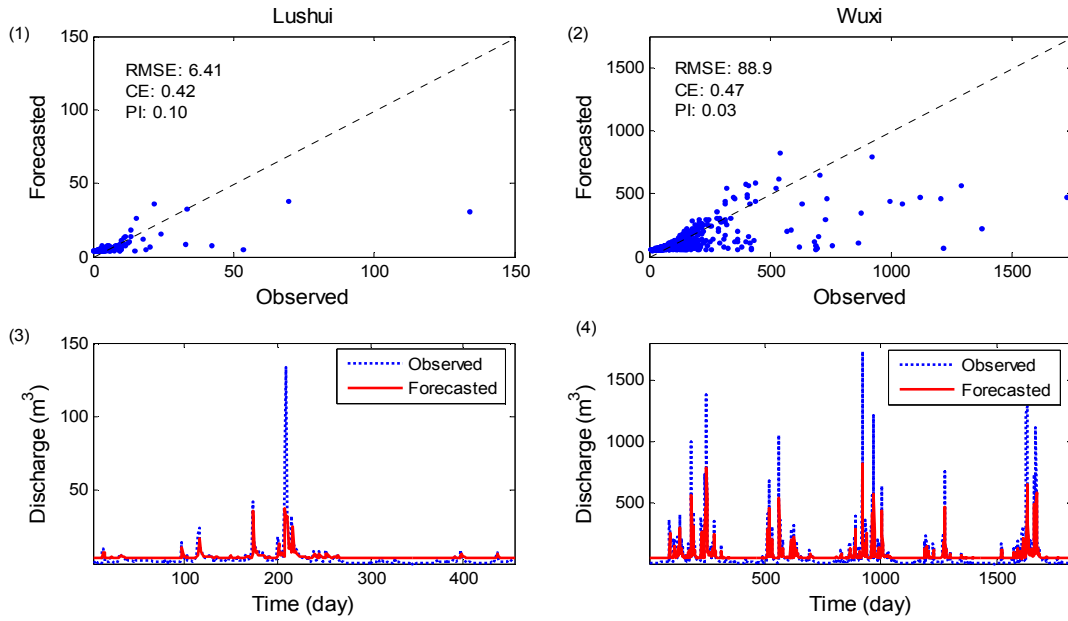 Lushui
(1)
150
100
50
0
Forecasted
RMSE: 6.41
CE: 0.42
PI: 0.10
0 50 100 150
Observed
Wuxi
(2)
1500
1000
500
0
Forecasted
RMSE: 88.9
CE: 0.47
PI: 0.03
0 500 1000 1500
Observed
(3)
150
100
50
Discharge (m³)
Observed
Forecasted
100 200 300 400
Time (day)
(4)
1500
1000
500
Discharge (m³)
Observed
Forecasted
500 1000 1500
Time (day)